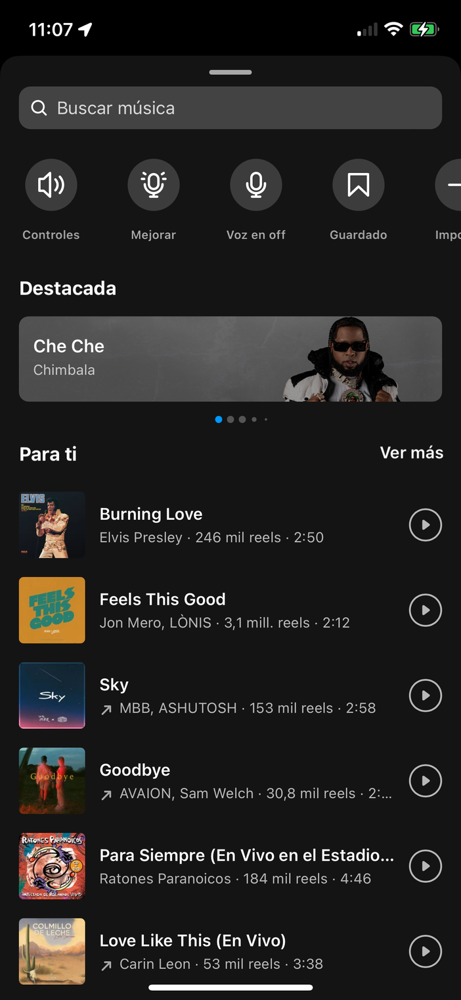 11:07
Buscar música
Controles
Mejorar
Voz en off
Guardado
Impo
Destacada
Che Che
Chimbala
Para ti
Ver más
ELVIS
Burning Love
Elvis Presley · 246 mil reels · 2:50
FEELS
THIS
GOOD
Feels This Good
Jon Mero, LÒNIS · 3,1 mill. reels · 2:12
Sky
Sky
MBB, ASHUTOSH · 153 mil reels · 2:58
Goodbye
Goodbye
AVAION, Sam Welch · 30,8 mil reels · 2:...
RATONES PARANOICOS
Para Siempre (En Vivo en el Estadio...
Ratones Paranoicos · 184 mil reels · 4:46
COLMILLO
DE LECHE
Love Like This (En Vivo)
Carin Leon · 53 mil reels · 3:38